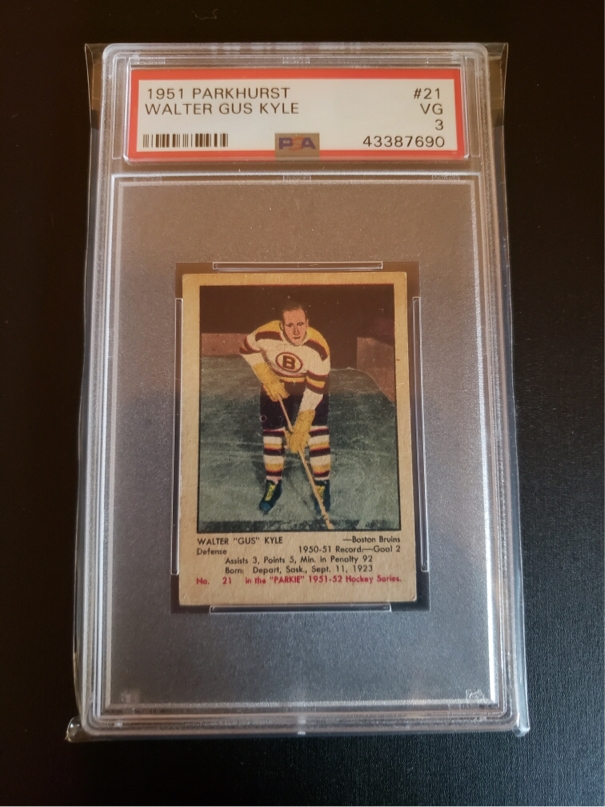 1951 PARKHURST #21
WALTER GUS KYLE VG
3
PSA 43387690
B
WALTER "GUS" KYLE —Boston Bruins
Defense 1950-51 Record:—Goal 2
Assists 3, Points 5, Min. in Penalty 92
Born: Depart, Sask., Sept. 11, 1923
No. 21 in the "PARKIE" 1951-52 Hockey Series.